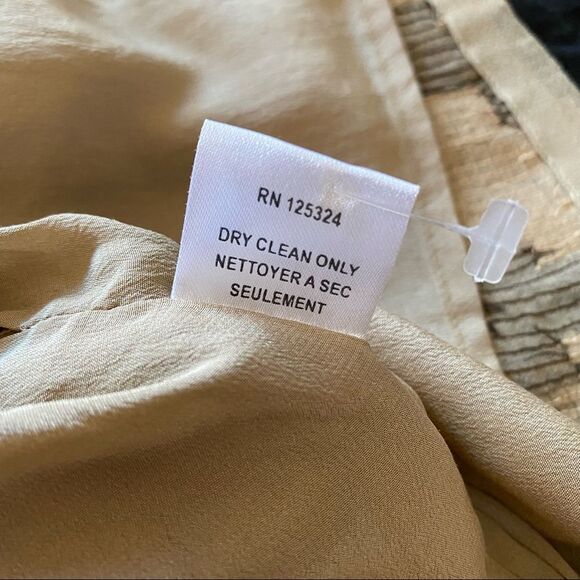 RN 125324
DRY CLEAN ONLY
NETTOYER A SEC
SEULEMENT